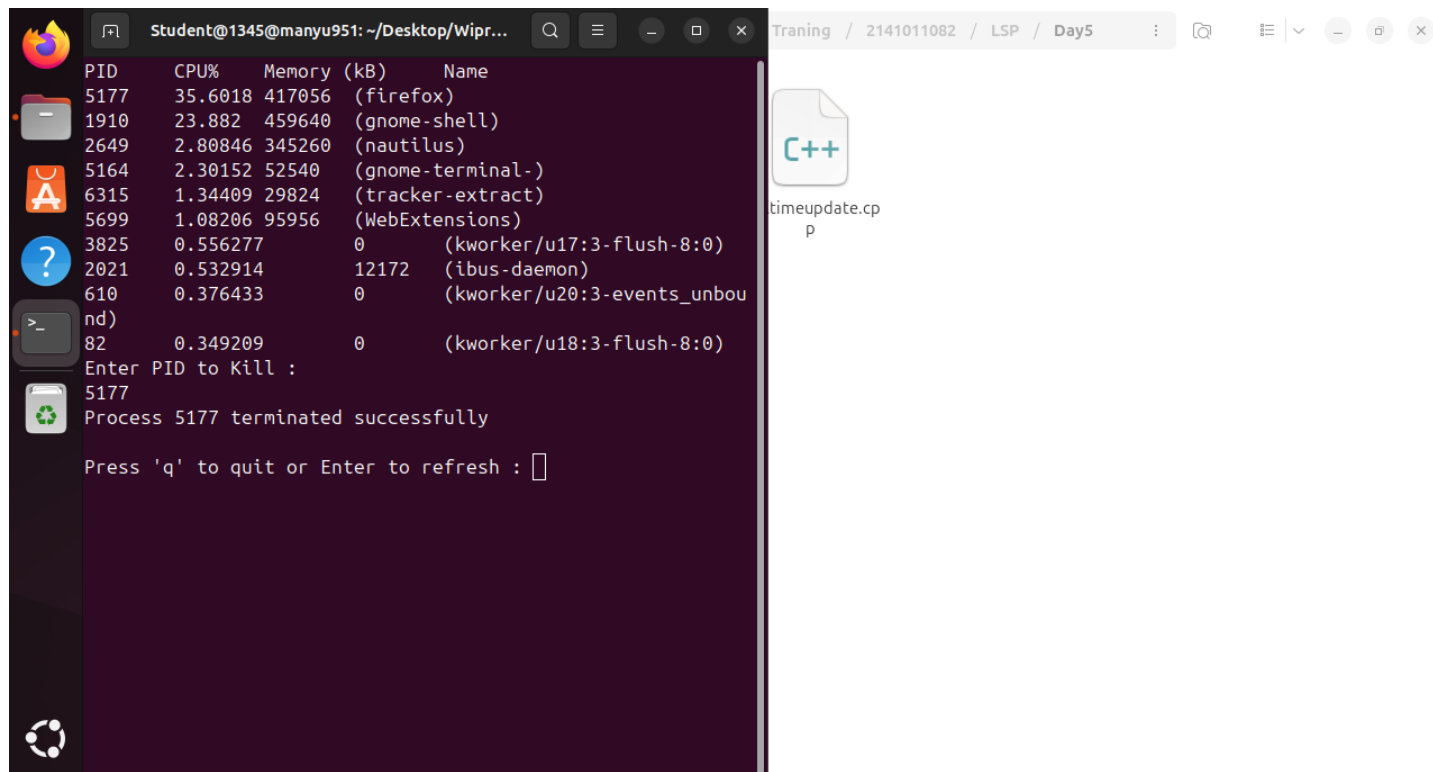 Student@1345@manyu951: ~/Desktop/Wipr...
Traning / 2141011082 / LSP / Day5
PID CPU% Memory (kB) Name
5177 35.6018 417056 (firefox)
1910 23.882 459640 (gnome-shell)
2649 2.80846 345260 (nautilus)
5164 2.30152 52540 (gnome-terminal-)
6315 1.34409 29824 (tracker-extract)
5699 1.08206 95956 (WebExtensions)
3825 0.556277 0 (kworker/u17:3-flush-8:0)
2021 0.532914 12172 (ibus-daemon)
610 0.376433 0 (kworker/u20:3-events_unbou
nd)
82 0.349209 0 (kworker/u18:3-flush-8:0)
Enter PID to Kill :
5177
Process 5177 terminated successfully
Press 'q' to quit or Enter to refresh :
C++
timeupdate.cp
p